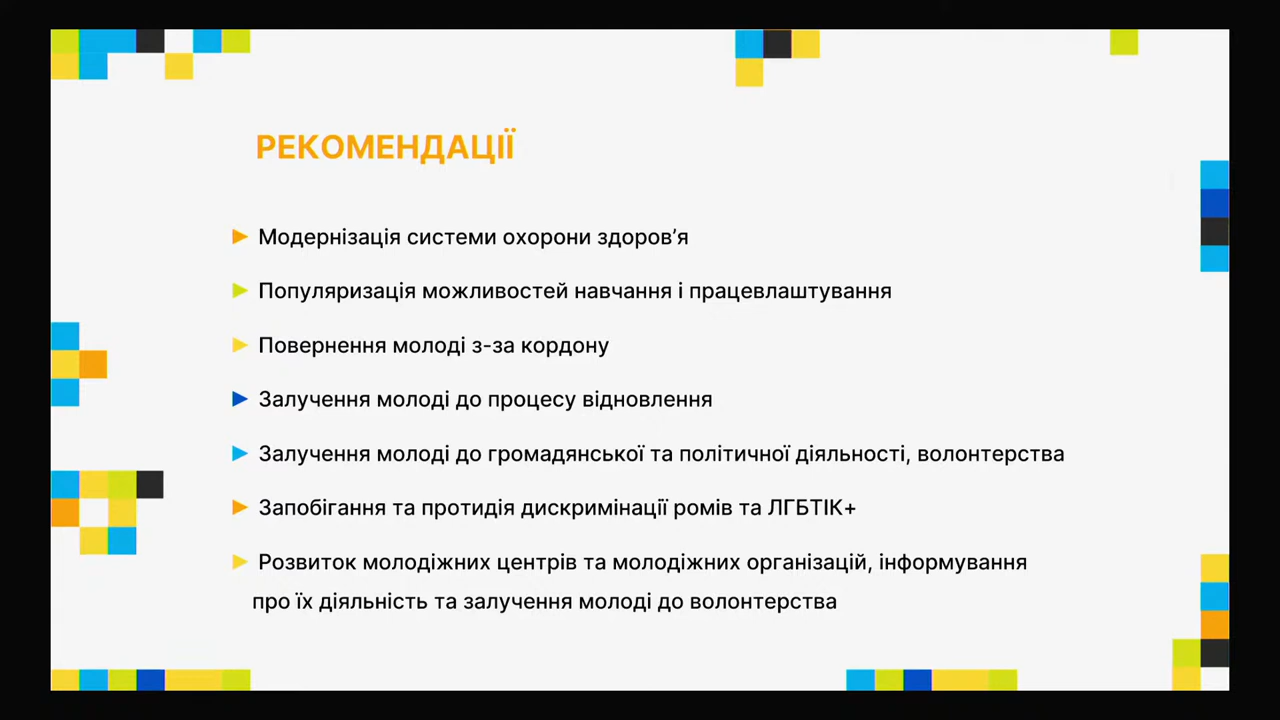 РЕКОМЕНДАЦІЇ
Модернізація системи охорони здоров’я
Популяризація можливостей навчання і працевлаштування
Повернення молоді з-за кордону
Залучення молоді до процесу відновлення
Залучення молоді до громадянської та політичної діяльності, волонтерства
Запобігання та протидія дискримінації ромів та ЛГБТІК+
Розвиток молодіжних центрів та молодіжних організацій, інформування
про їх діяльність та залучення молоді до волонтерства